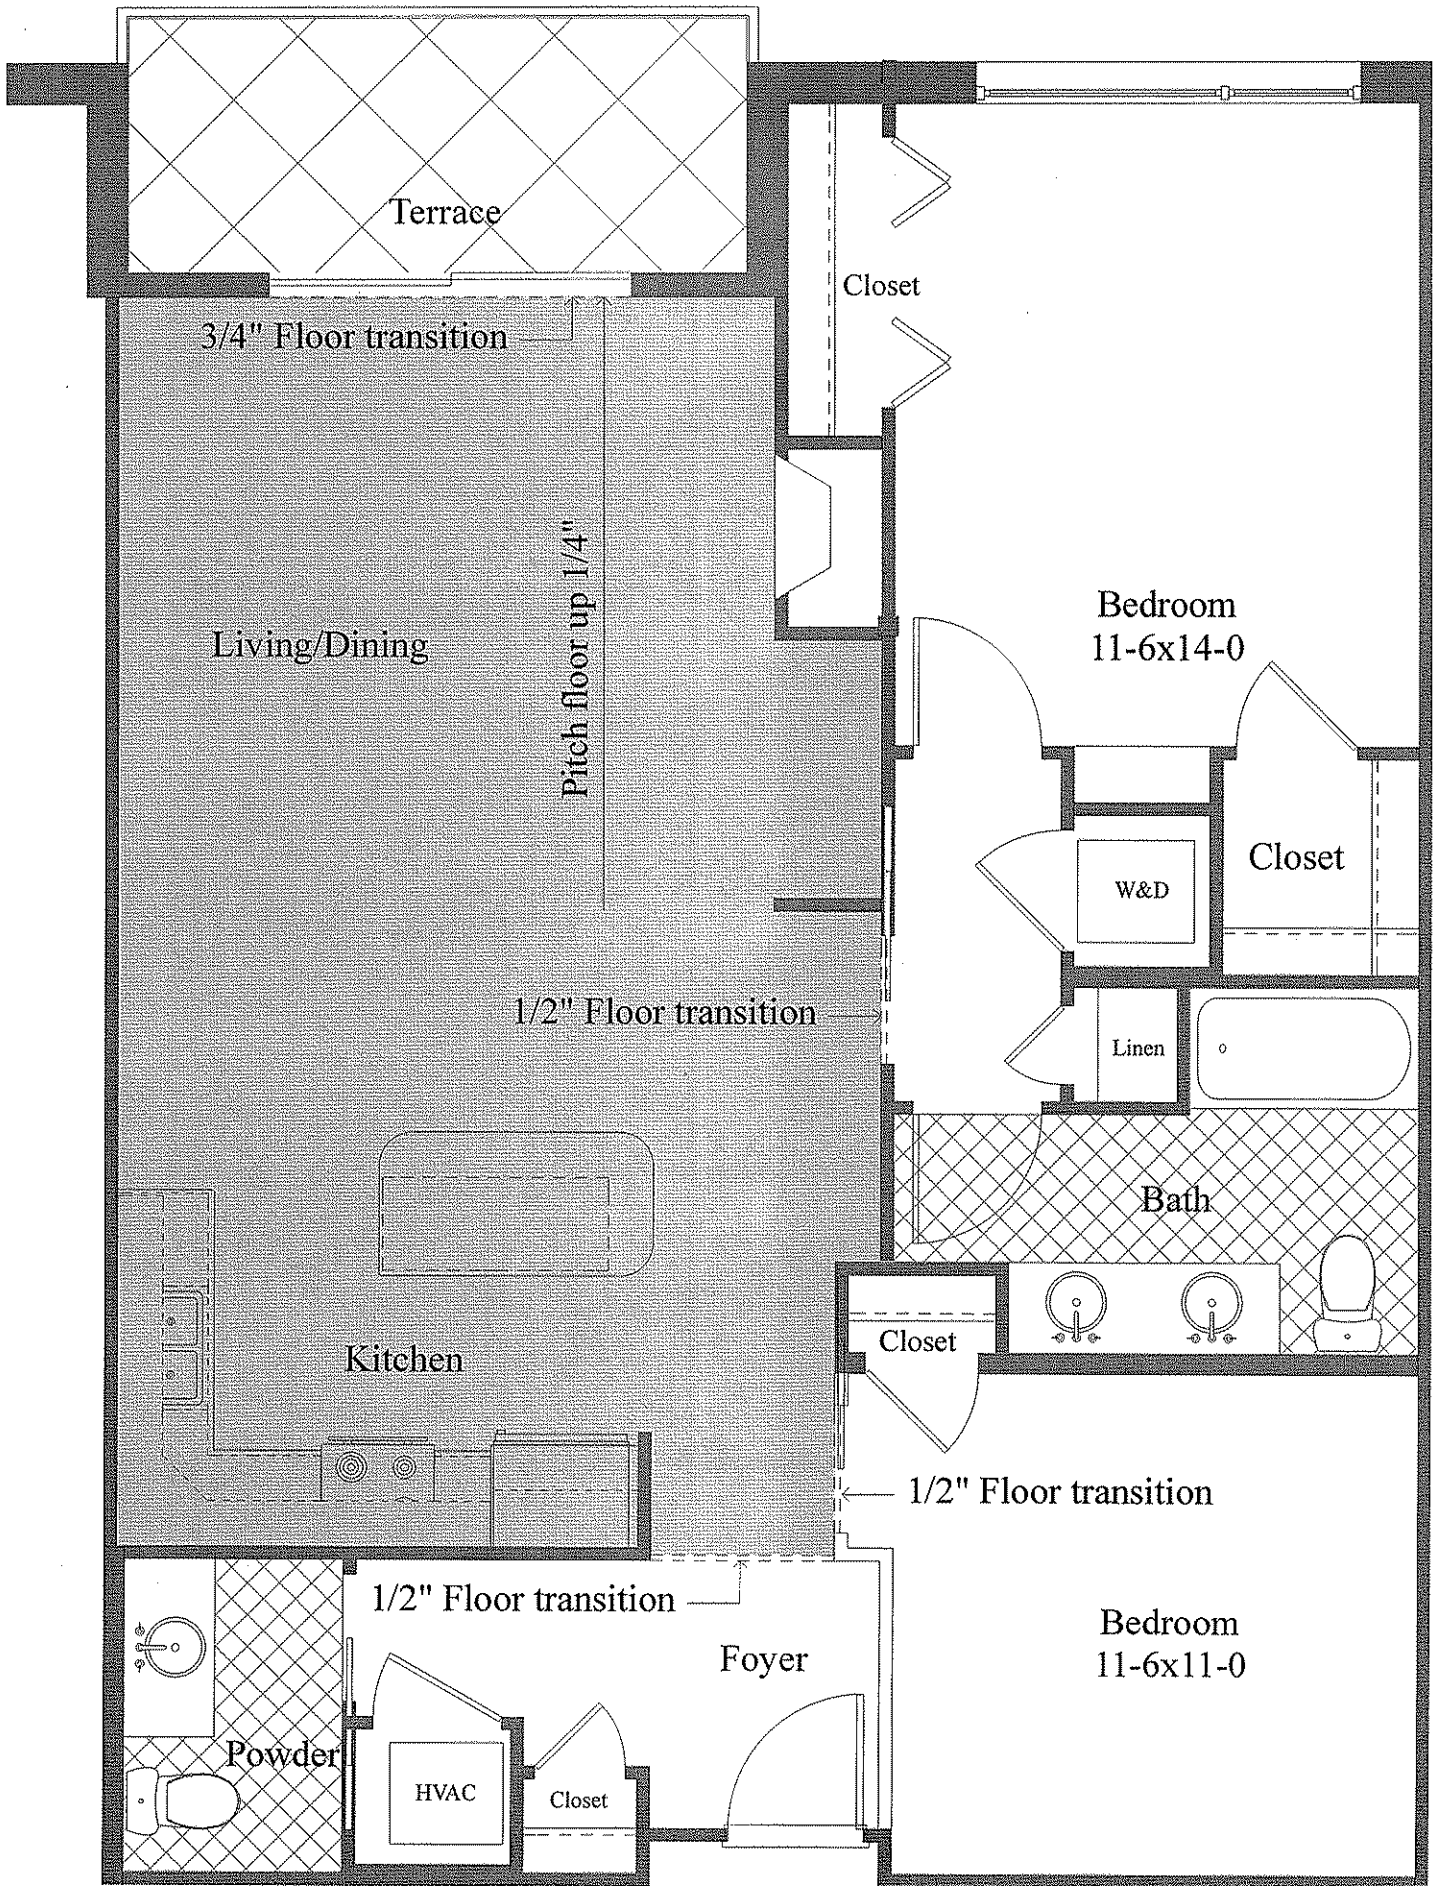 Terrace
Closet
3/4" Floor transition
Pitch floor up 1/4"
Living/Dining
Bedroom
11-6x14-0
Closet
W&D
1/2" Floor transition
Linen
Bath
Closet
Kitchen
1/2" Floor transition
1/2" Floor transition
Foyer
Bedroom
11-6x11-0
Powder
HVAC
Closet